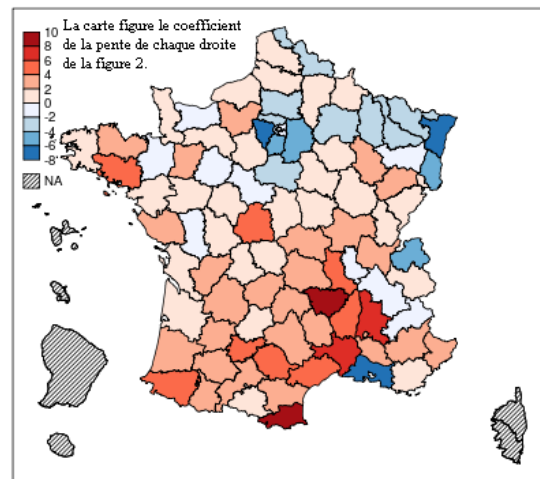 La carte figure le coefficient
de la pente de chaque droite
de la figure 2.
10
8
6
4
2
0
-2
-4
-6
-8
NA